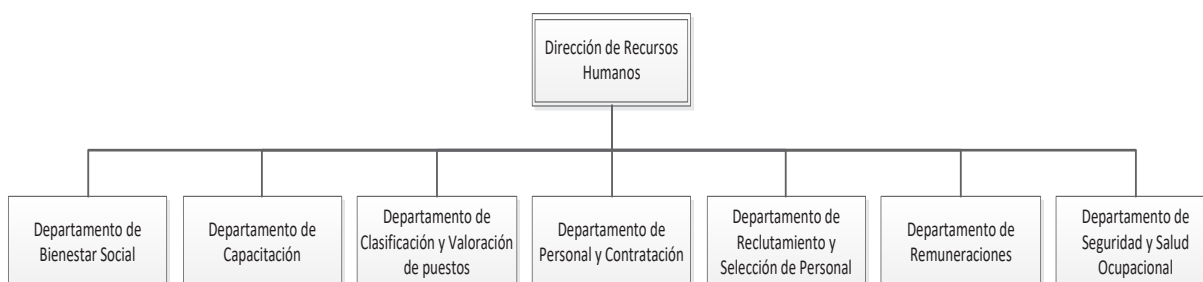 Dirección de Recursos
Humanos
Departamento de
Bienestar Social
Departamento de
Capacitación
Departamento de
Clasificación y Valoración
de puestos
Departamento de
Personal y Contratación
Departamento de
Reclutamiento y
Selección de Personal
Departamento de
Remuneraciones
Departamento de
Seguridad y Salud
Ocupacional